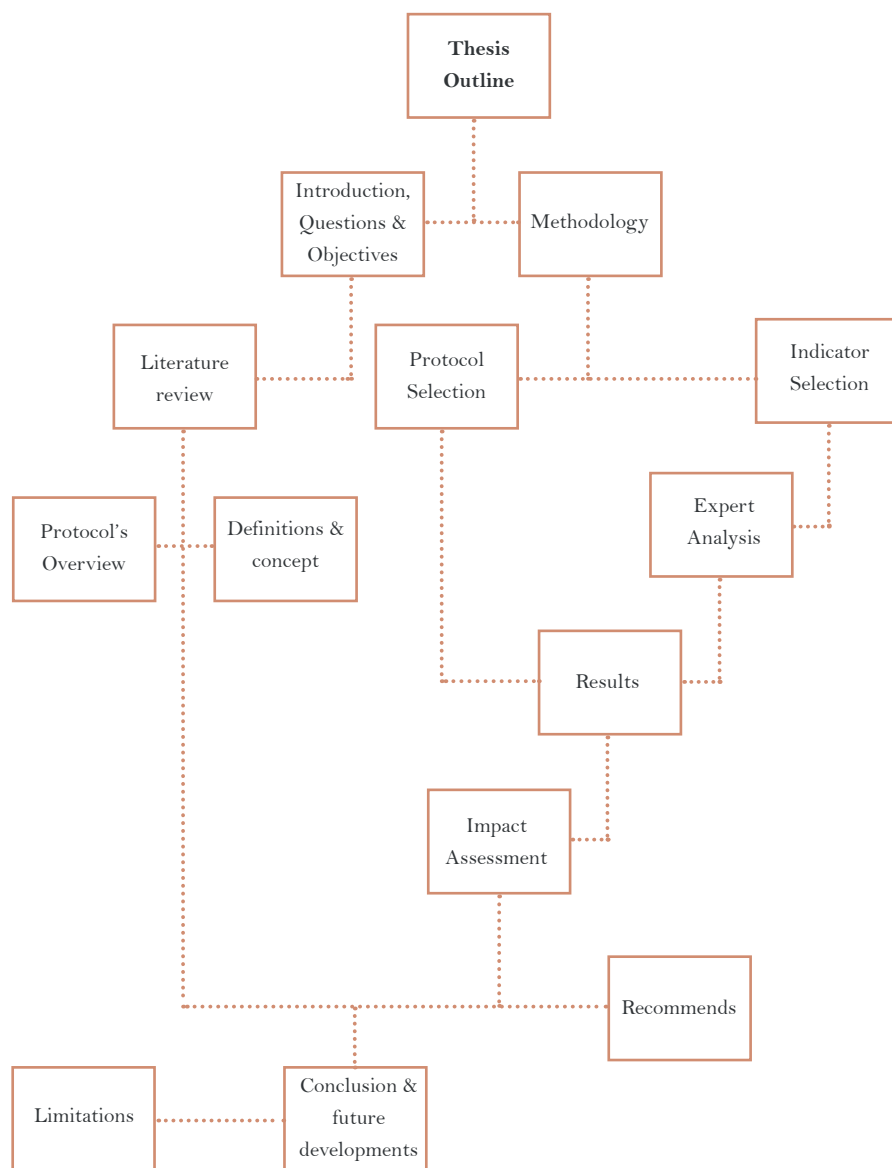 Thesis
Outline
Introduction,
Questions &
Objectives
Methodology
Literature
review
Protocol
Selection
Indicator
Selection
Protocol's
Overview
Definitions &
concept
Expert
Analysis
Results
Impact
Assessment
Recommends
Limitations
Conclusion &
future
developments